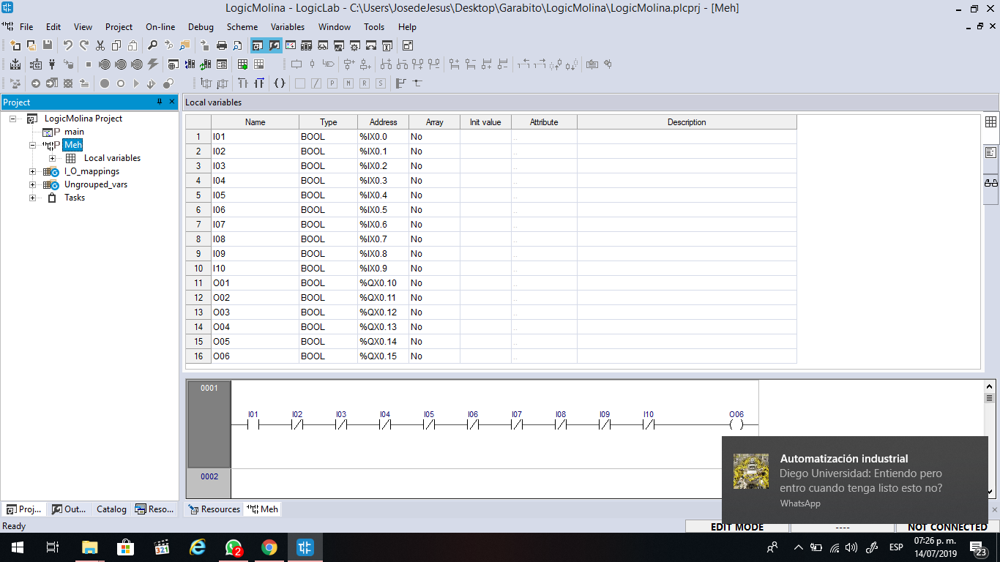 LogicMolina - LogicLab - C:\Users\JosedeJesus\Desktop\Garabito\LogicMolina\LogicMolina.plcprj - [Meh]
File Edit View Project On-line Debug Scheme Variables Window Tools Help
Project
LogicMolina Project
main
Meh
Local variables
I_O_mappings
Ungrouped_vars
Tasks
Local variables
Name Type Address Array Init value Attribute Description
1 I01 BOOL %IX0.0 No ..
2 I02 BOOL %IX0.1 No ..
3 I03 BOOL %IX0.2 No ..
4 I04 BOOL %IX0.3 No ..
5 I05 BOOL %IX0.4 No ..
6 I06 BOOL %IX0.5 No ..
7 I07 BOOL %IX0.6 No ..
8 I08 BOOL %IX0.7 No ..
9 I09 BOOL %IX0.8 No ..
10 I10 BOOL %IX0.9 No ..
11 O01 BOOL %QX0.10 No ..
12 O02 BOOL %QX0.11 No ..
13 O03 BOOL %QX0.12 No ..
14 O04 BOOL %QX0.13 No ..
15 O05 BOOL %QX0.14 No ..
16 O06 BOOL %QX0.15 No ..
0001
I01 I02 I03 I04 I05 I06 I07 I08 I09 I10 O06
0002
Automatización industrial
Diego Universidad: Entiendo pero
entro cuando tenga listo esto no?
WhatsApp
Proj... Out... Catalog Reso...
Resources Meh
Ready
EDIT MODE ---- NOT CONNECTED
321
2
ESP
07:26 p. m.
14/07/2019
23